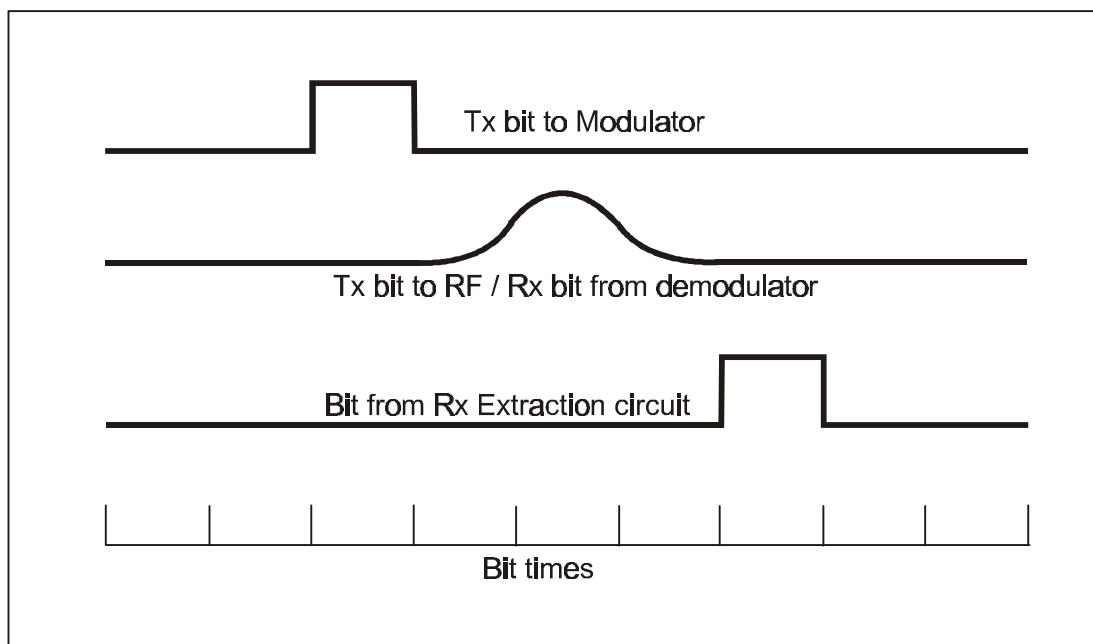 Tx bit to Modulator
Tx bit to RF / Rx bit from demodulator
Bit from Rx Extraction circuit
Bit times